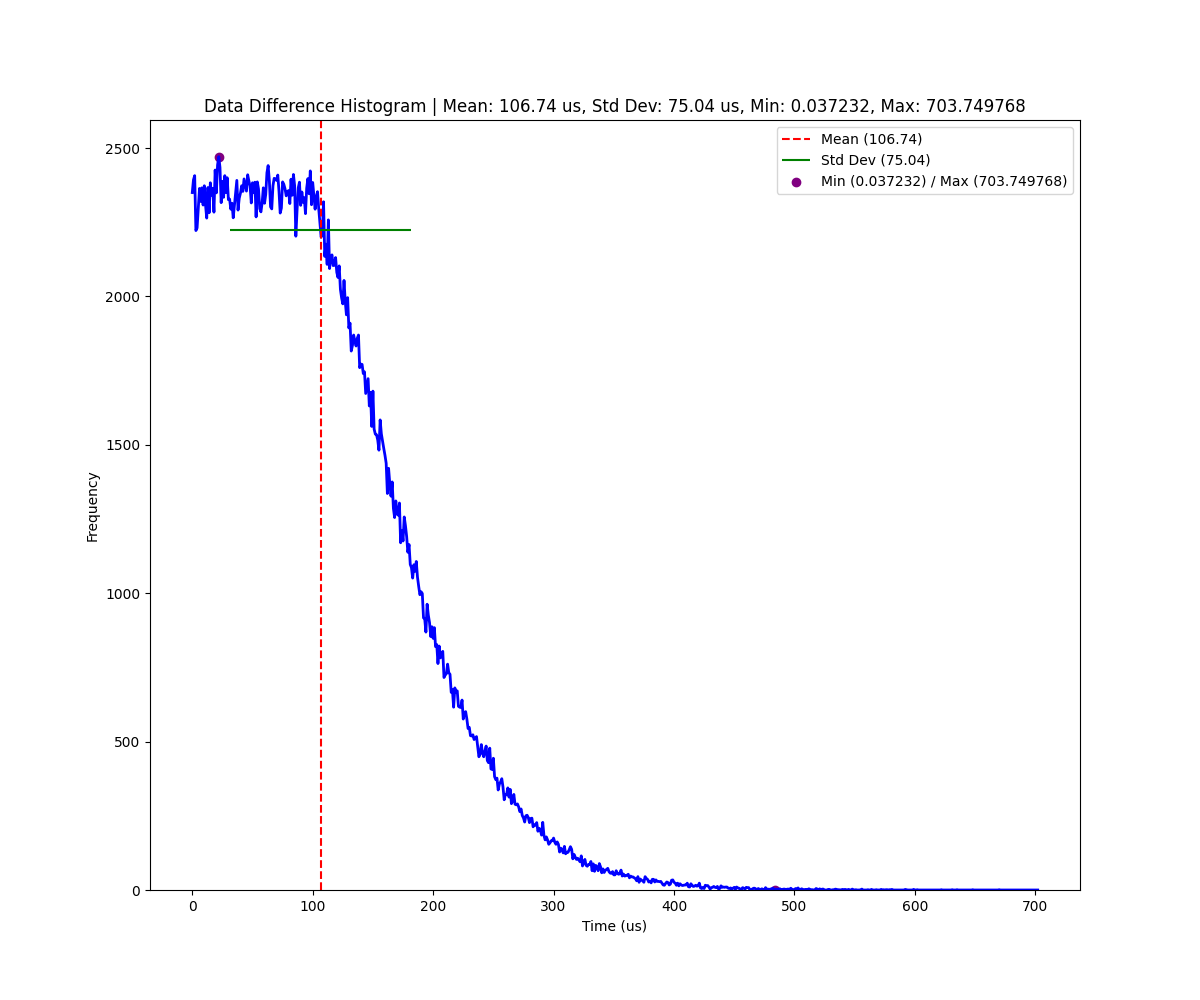 Data Difference Histogram | Mean: 106.74 us, Std Dev: 75.04 us, Min: 0.037232, Max: 703.749768
Mean (106.74)
Std Dev (75.04)
Min (0.037232) / Max (703.749768)
2500
2000
1500
1000
500
0
Frequency
0 100 200 300 400 500 600 700
Time (us)